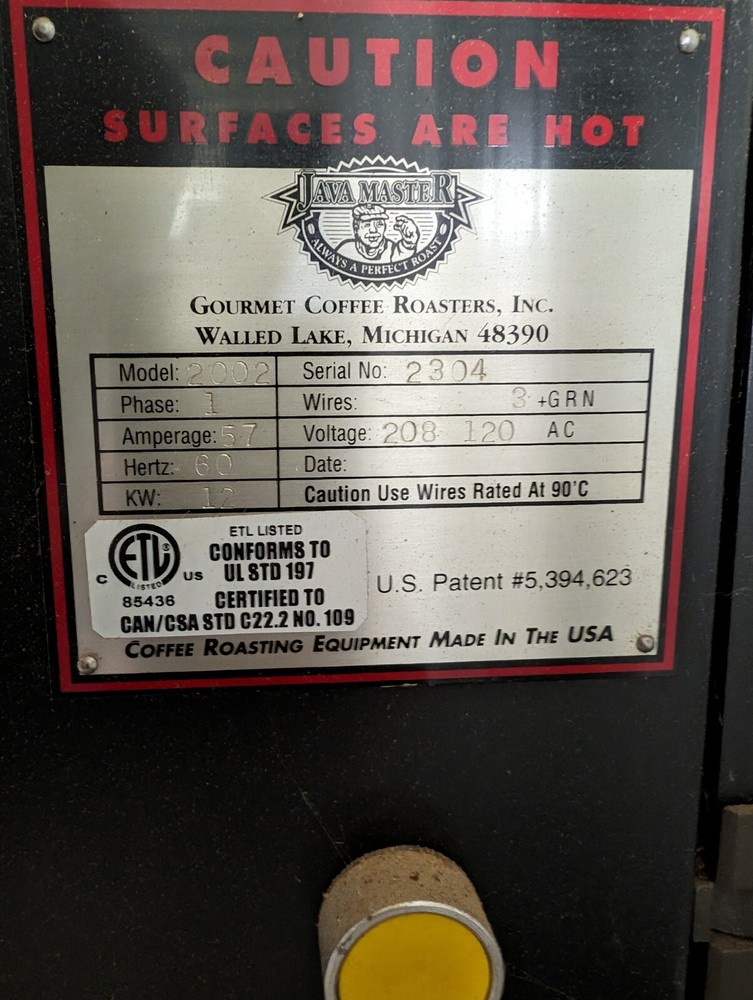 CAUTION
SURFACES ARE HOT
JAVA MASTER
ALWAYS A PERFECT ROAST
GOURMET COFFEE ROASTERS, INC.
WALLED LAKE, MICHIGAN 48390
Model: 2002 Serial No: 2304
Phase: 1 Wires: 3 +GRN
Amperage: 57 Voltage: 208 120 AC
Hertz: 60 Date:
KW: 12 Caution Use Wires Rated At 90°C
ETL LISTED
CONFORMS TO
UL STD 197
CERTIFIED TO
CAN/CSA STD C22.2 NO. 109
C ETL ® US
LISTED
85436
U.S. Patent #5,394,623
COFFEE ROASTING EQUIPMENT MADE IN THE USA